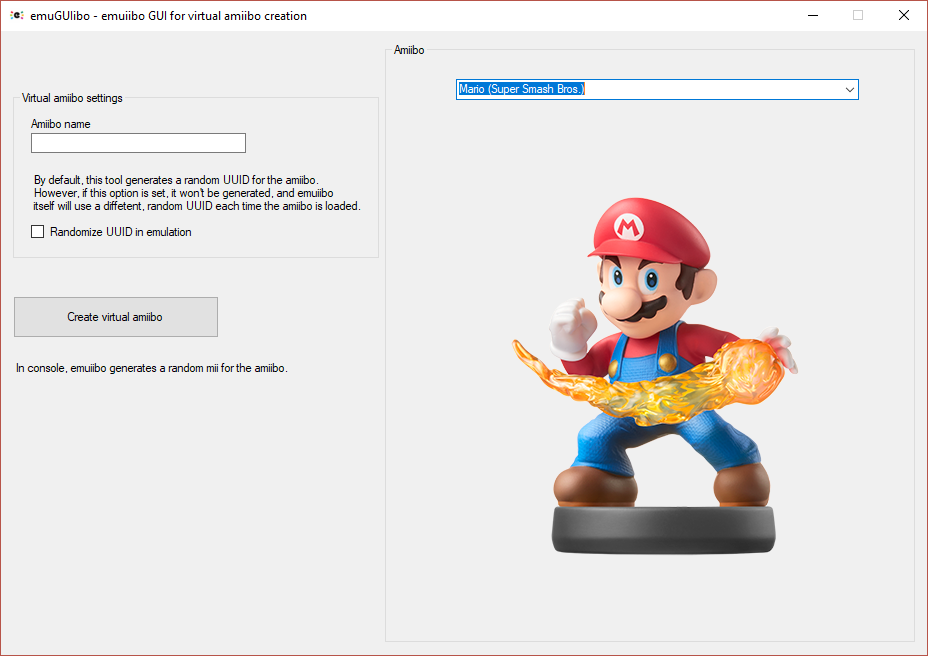 emuGUIibo - emuiibo GUI for virtual amiibo creation
Virtual amiibo settings
Amiibo name
By default, this tool generates a random UUID for the amiibo.
However, if this option is set, it won't be generated, and emuiibo
itself will use a diffetent, random UUID each time the amiibo is loaded.
Randomize UUID in emulation
Create virtual amiibo
In console, emuiibo generates a random mii for the amiibo.
Amiibo
Mario (Super Smash Bros.)
M